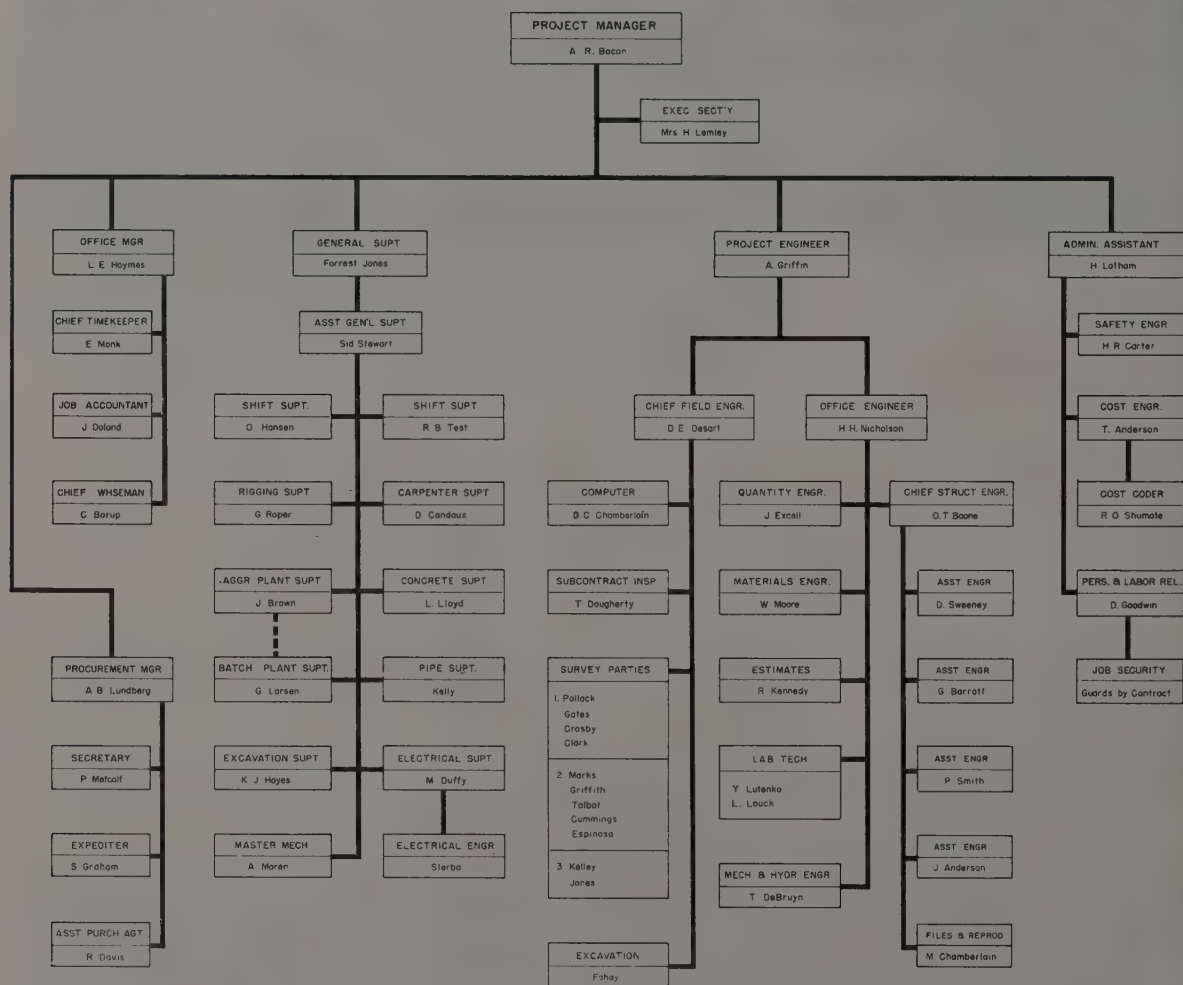 PROJECT MANAGER
A. R. Bacon
EXEC SECT'Y
Mrs H Lemley
OFFICE MGR
L E Haymes
CHIEF TIMEKEEPER
E Monk
JOB ACCOUNTANT
J Doland
CHIEF WHSEMAN
C Borup
PROCUREMENT MGR
A B Lundberg
SECRETARY
P Metcalf
EXPEDITER
S Graham
ASST PURCH AGT
R Davis
GENERAL SUPT
Forrest Jones
ASST GEN'L SUPT
Sid Stewart
SHIFT SUPT.
O Hansen
SHIFT SUPT
R B Test
RIGGING SUPT
G Roper
CARPENTER SUPT
D Candaux
AGGR PLANT SUPT
J Brown
CONCRETE SUPT
L. Lloyd
BATCH PLANT SUPT.
G Larsen
PIPE SUPT.
Kelly
EXCAVATION SUPT
K J Hayes
ELECTRICAL SUPT
M Duffy
MASTER MECH
A Moren
ELECTRICAL ENGR
Sterba
PROJECT ENGINEER
A. Griffin
CHIEF FIELD ENGR.
D E Desart
COMPUTER
D C Chamberlain
SUBCONTRACT INSP
T Dougherty
SURVEY PARTIES
1. Pollack
Gates
Crosby
Clark
2 Marks
Griffith
Talbot
Cummings
Espinosa
3 Kelley
Jones
EXCAVATION
Fahey
OFFICE ENGINEER
H H. Nicholson
QUANTITY ENGR.
J Excell
MATERIALS ENGR.
W Moore
ESTIMATES
R Kennedy
LAB TECH
Y Lutenko
L. Louck
MECH & HYDR ENGR
T DeBruyn
CHIEF STRUCT ENGR.
O. T Boone
ASST ENGR
D. Sweeney
ASST ENGR
G Barratt
ASST ENGR
P Smith
ASST ENGR
J Anderson
FILES & REPROD
M Chamberlain
ADMIN. ASSISTANT
H Latham
SAFETY ENGR
H R Carter
COST ENGR.
T. Anderson
COST CODER
R O Shumate
PERS. & LABOR REL.
D. Goodwin
JOB SECURITY
Guards by Contract